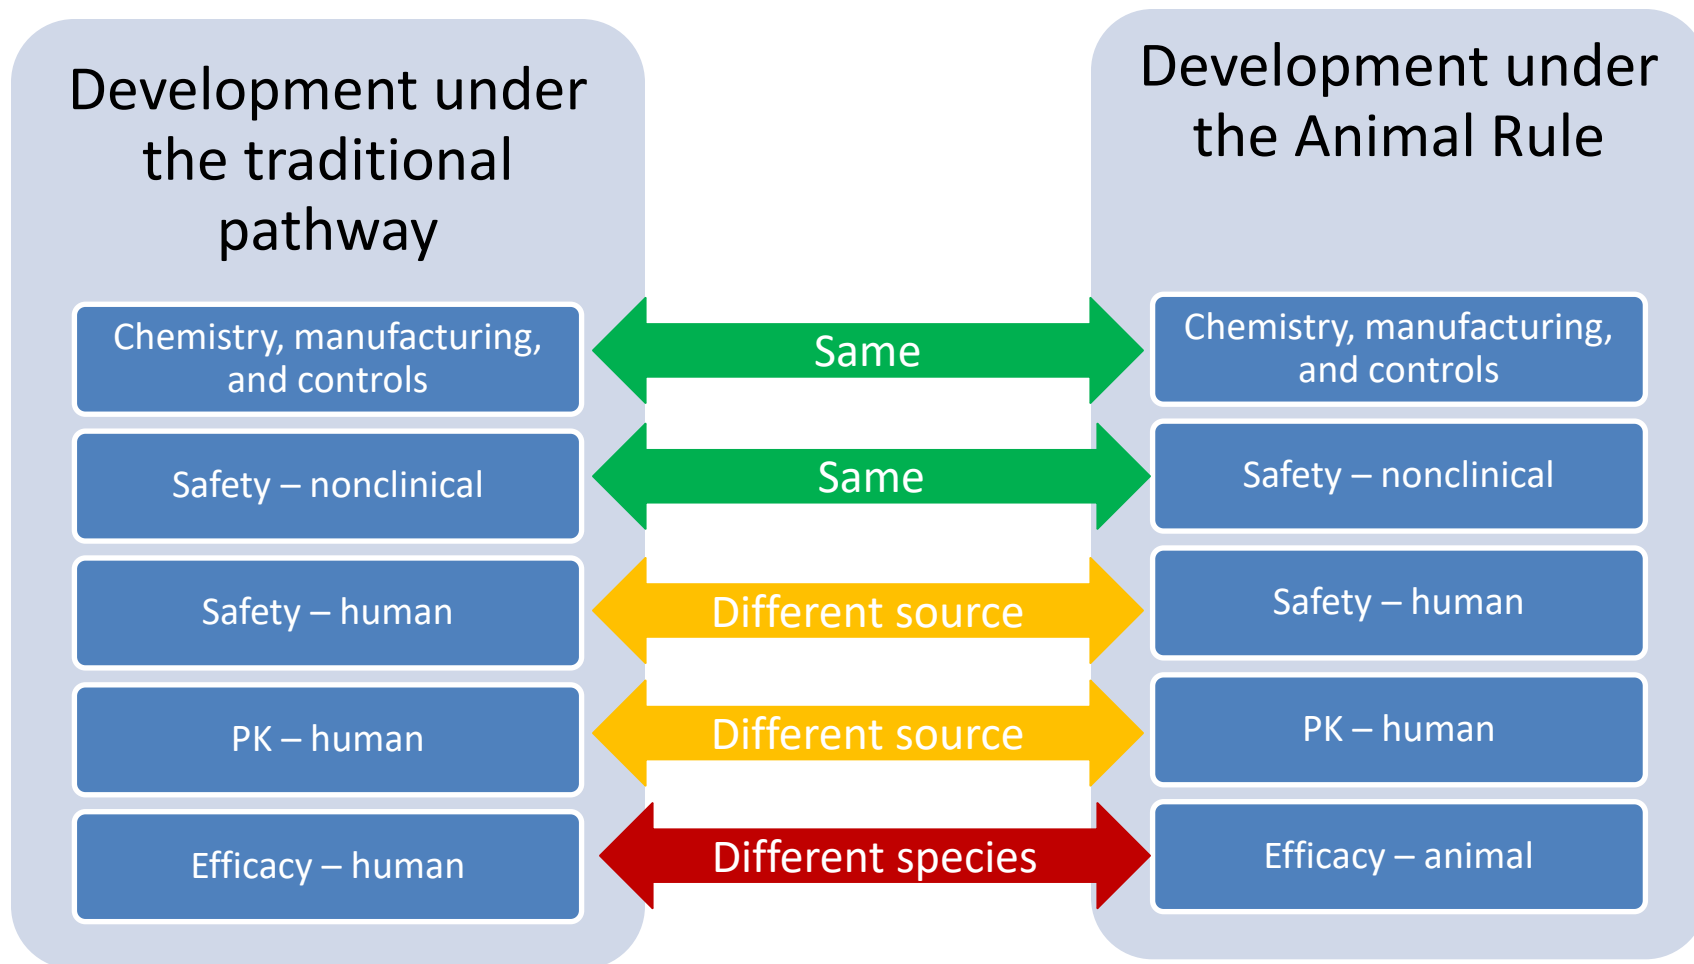 Development under
the traditional
pathway
Chemistry, manufacturing,
and controls
Safety – nonclinical
Safety – human
PK – human
Efficacy – human
Same
Same
Different source
Different source
Different species
Development under
the Animal Rule
Chemistry, manufacturing,
and controls
Safety – nonclinical
Safety – human
PK – human
Efficacy – animal